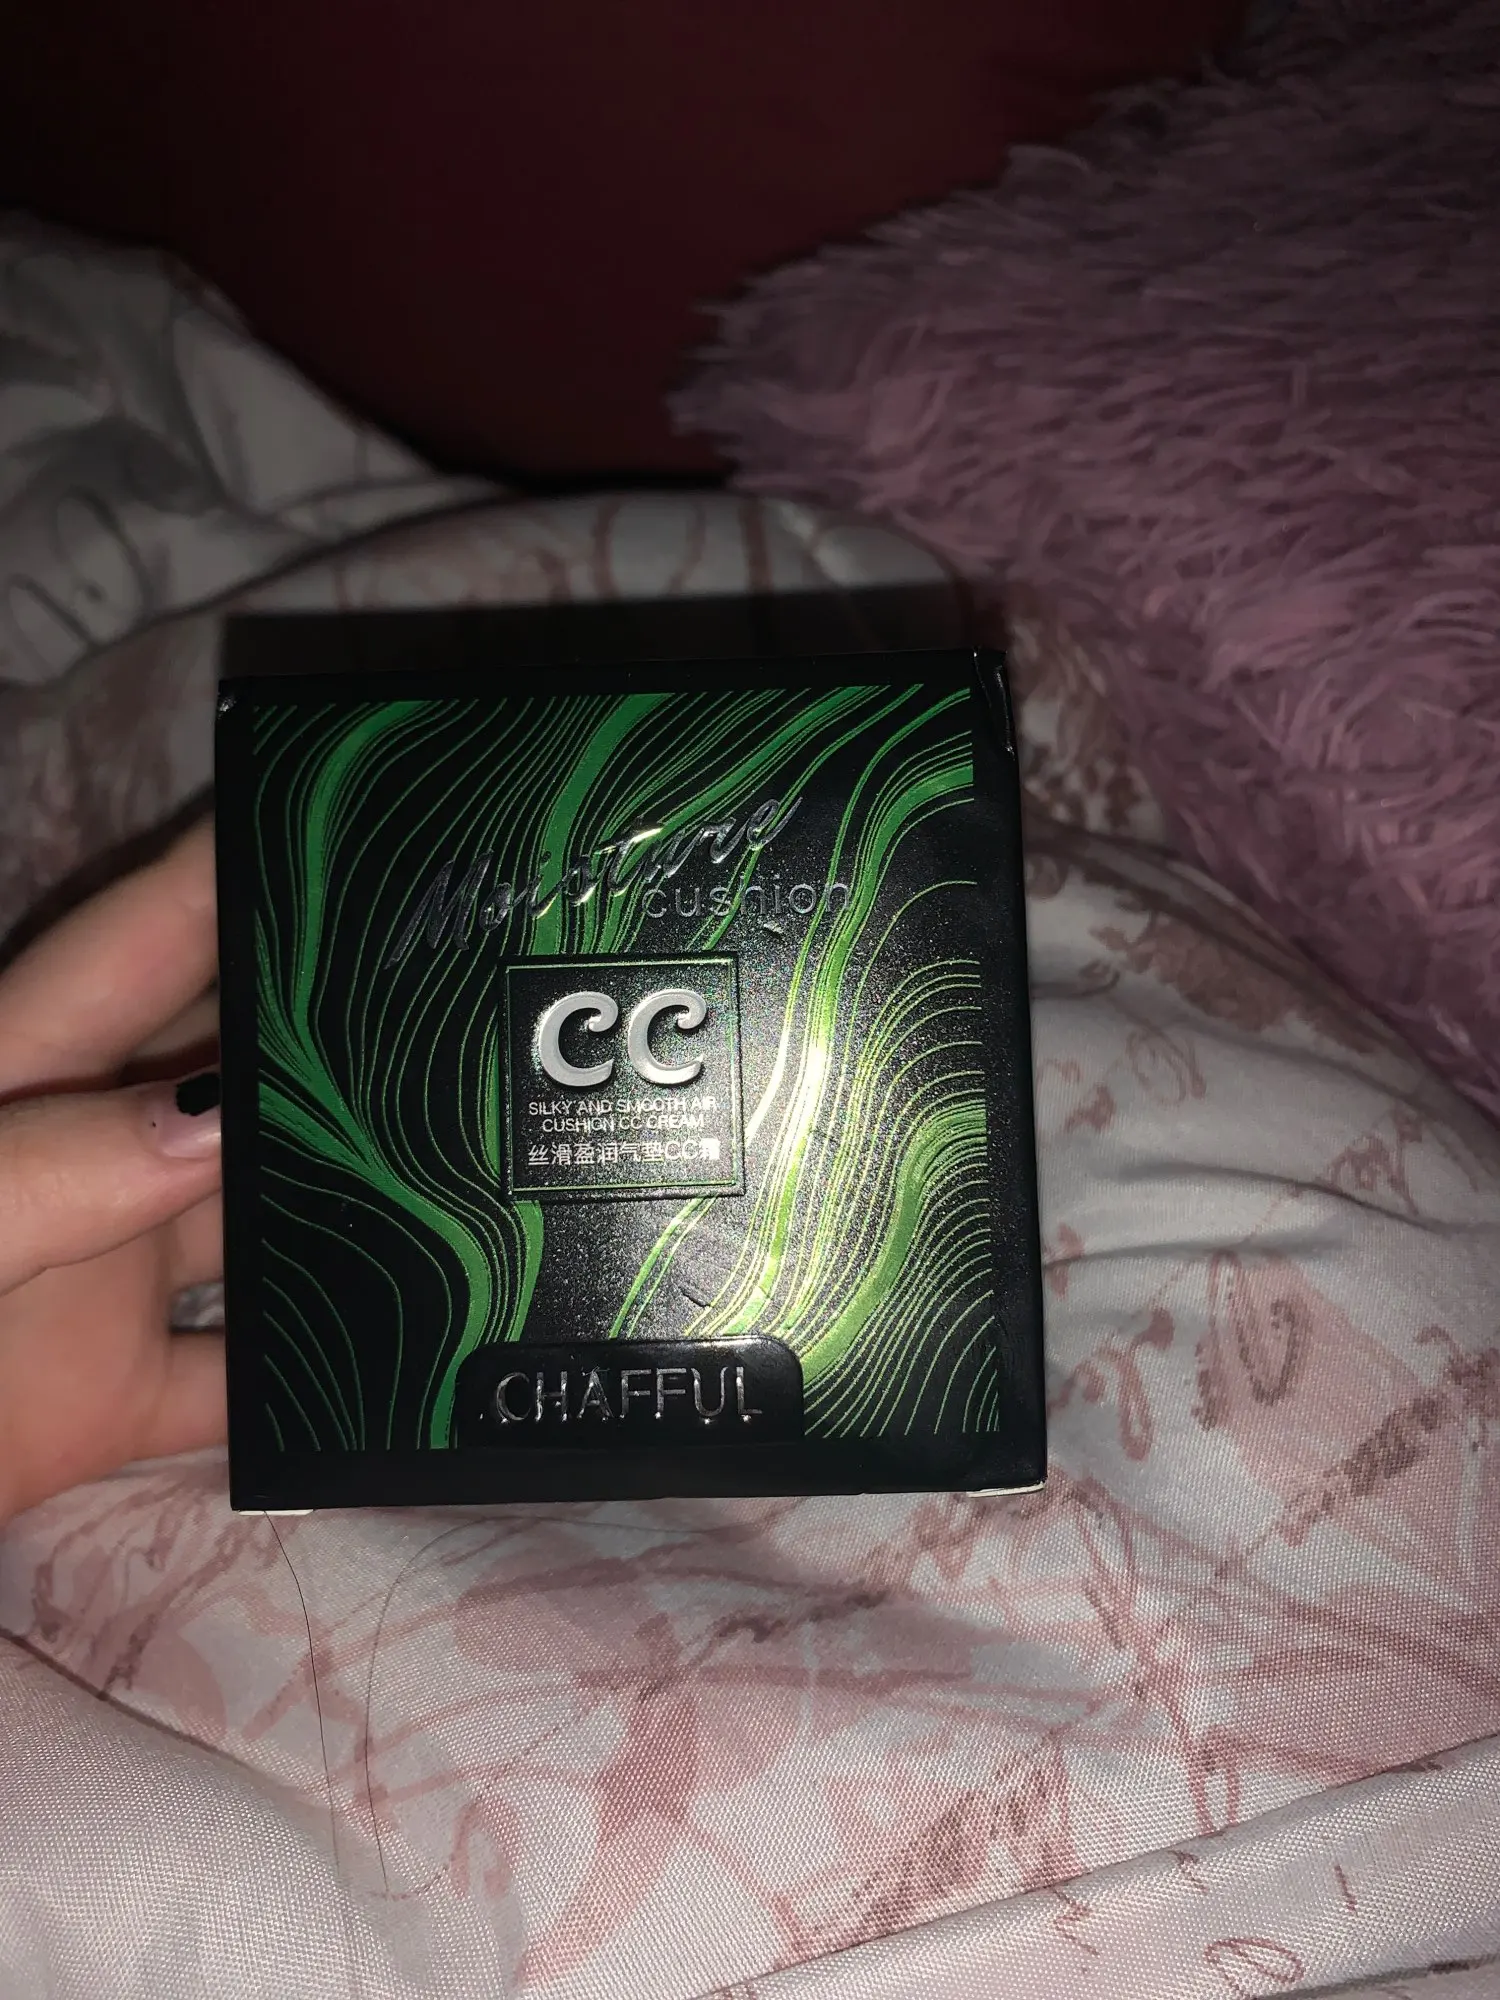 Moisture
cushion
CC
SILKY AND SMOOTH AIR
CUSHION CC CREAM
丝滑盈润气垫CC霜
CHAFFUL